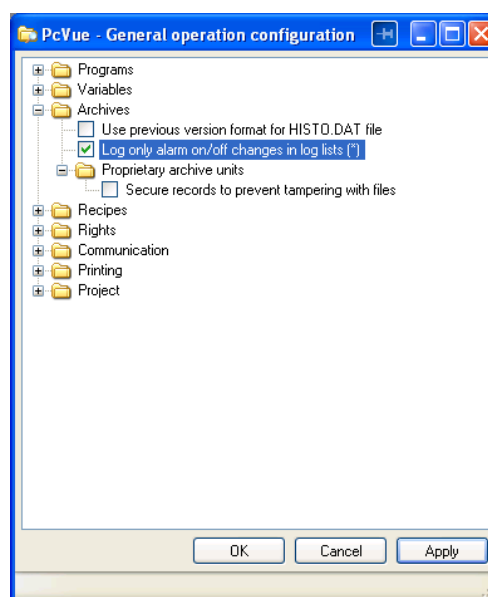 PcVue - General operation configuration
Programs
Variables
Archives
Use previous version format for HISTO.DAT file
Log only alarm on/off changes in log lists (*)
Proprietary archive units
Secure records to prevent tampering with files
Recipes
Rights
Communication
Printing
Project
OK Cancel Apply